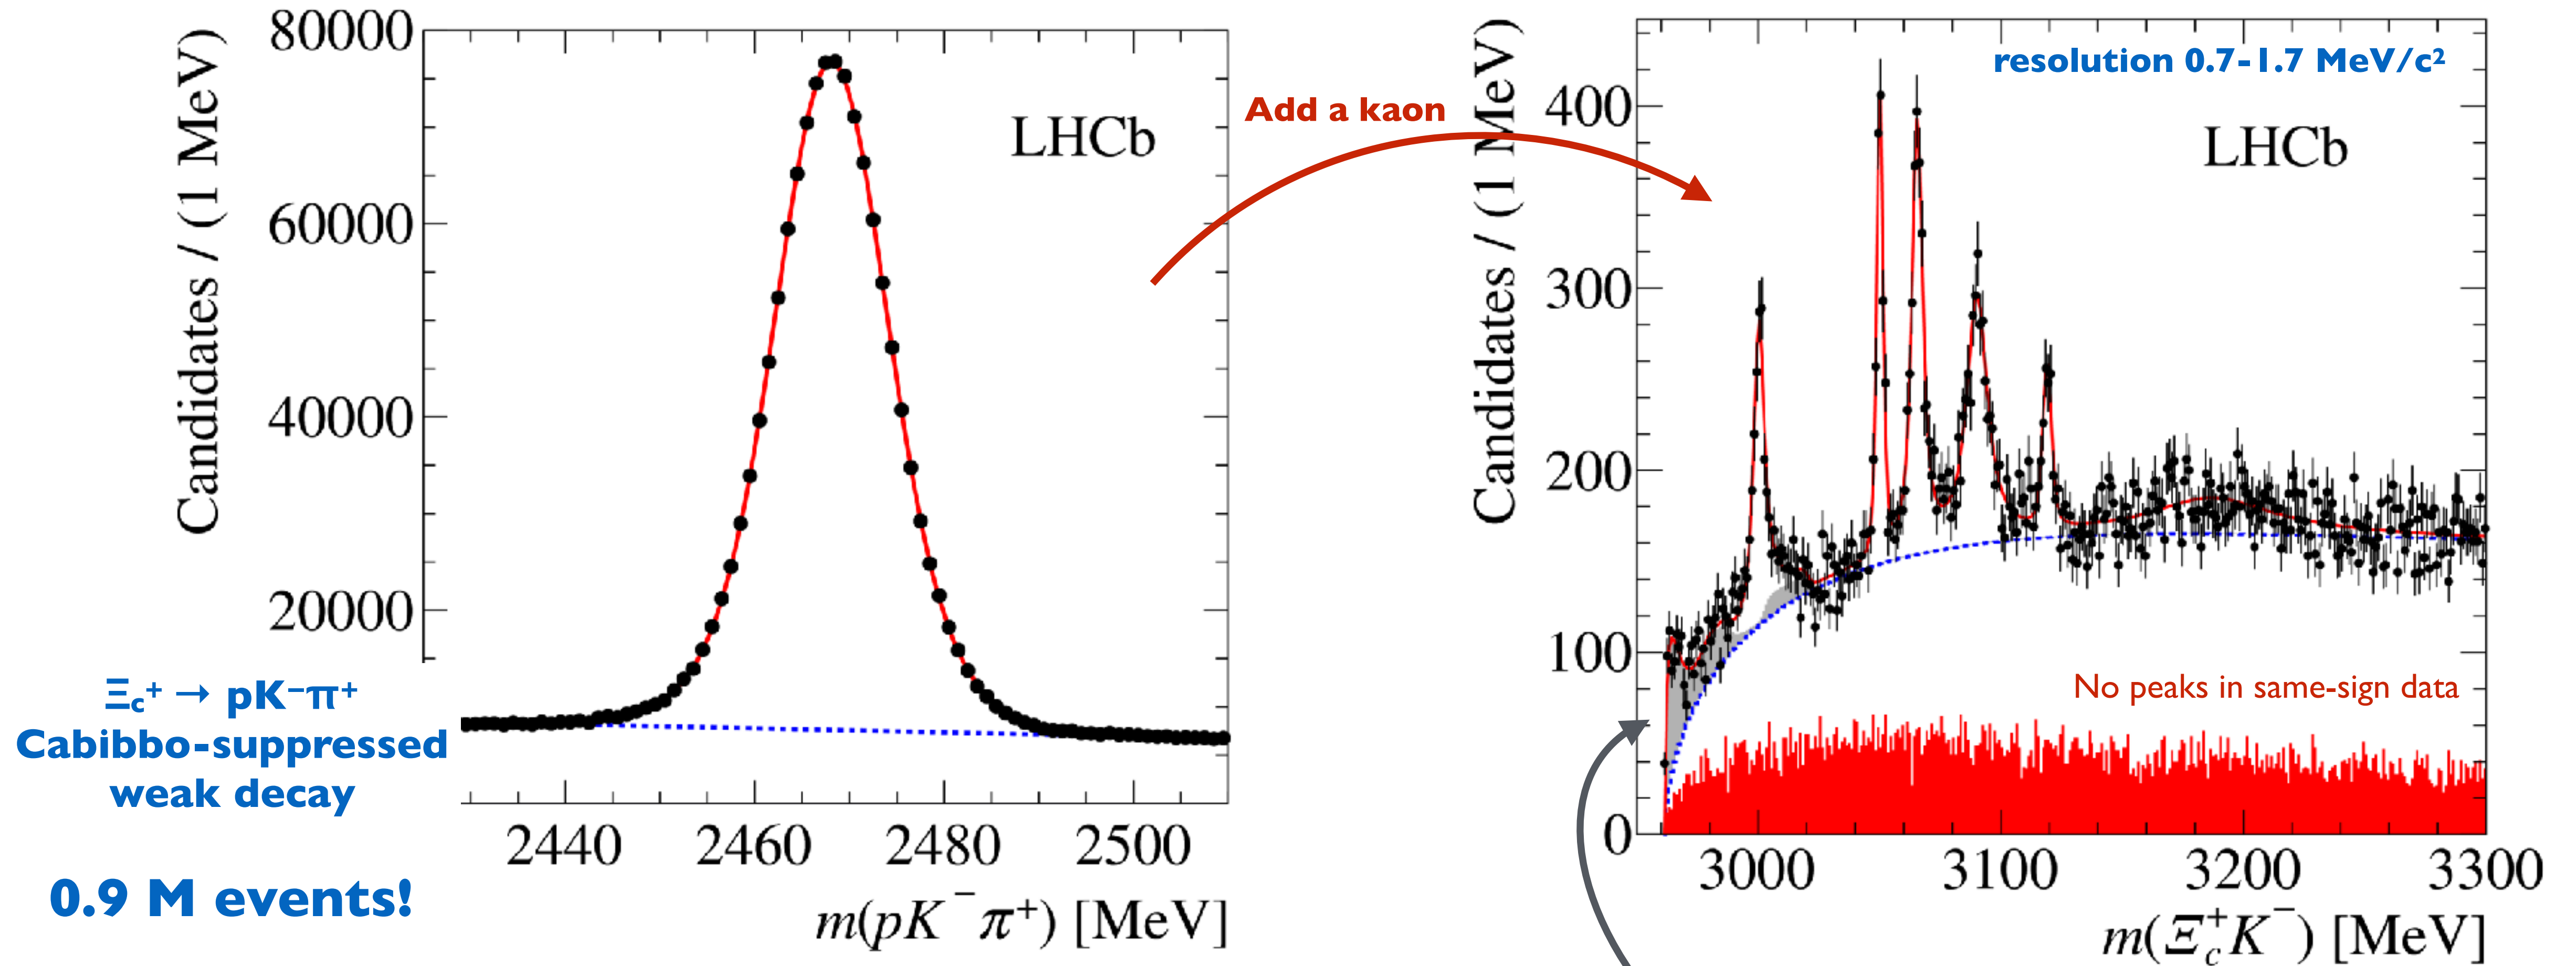 80000
60000
40000
20000
Candidates / (1 MeV)
LHCb
Ξc⁺ → pK⁻π⁺
Cabibbo-suppressed
weak decay
0.9 M events!
2440 2460 2480 2500
m(pK⁻π⁺) [MeV]
Add a kaon
400
300
200
100
0
Candidates / (1 MeV)
resolution 0.7-1.7 MeV/c²
LHCb
No peaks in same-sign data
3000 3100 3200 3300
m(Ξc⁺K⁻) [MeV]